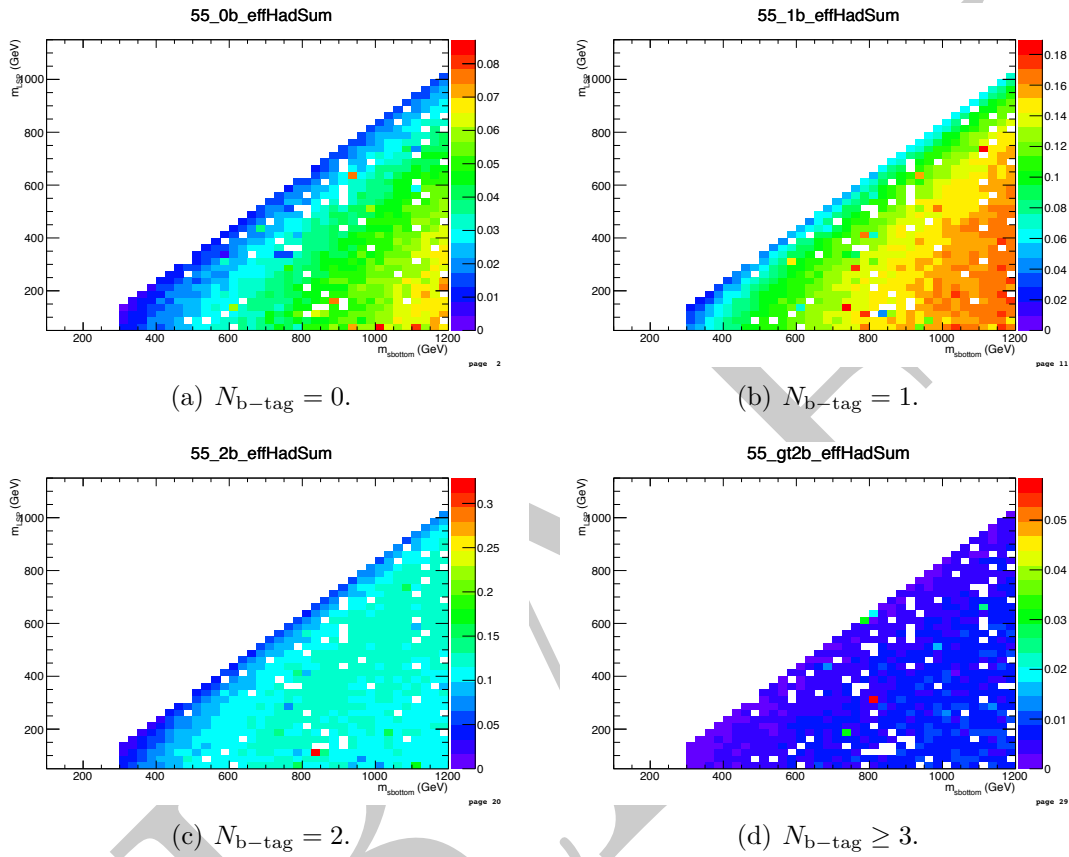 55_0b_effHadSum
m_LSP (GeV)
1000
800
600
400
200
200 400 600 800 1000 1200
m_sbottom (GeV)
0.08
0.07
0.06
0.05
0.04
0.03
0.02
0.01
0
page 2
(a) N_b−tag = 0.
55_1b_effHadSum
m_LSP (GeV)
1000
800
600
400
200
200 400 600 800 1000 1200
m_sbottom (GeV)
0.18
0.16
0.14
0.12
0.1
0.08
0.06
0.04
0.02
0
page 11
(b) N_b−tag = 1.
55_2b_effHadSum
m_LSP (GeV)
1000
800
600
400
200
200 400 600 800 1000 1200
m_sbottom (GeV)
0.3
0.25
0.2
0.15
0.1
0.05
0
page 20
(c) N_b−tag = 2.
55_gt2b_effHadSum
m_LSP (GeV)
1000
800
600
400
200
200 400 600 800 1000 1200
m_sbottom (GeV)
0.05
0.04
0.03
0.02
0.01
0
page 29
(d) N_b−tag ≥ 3.